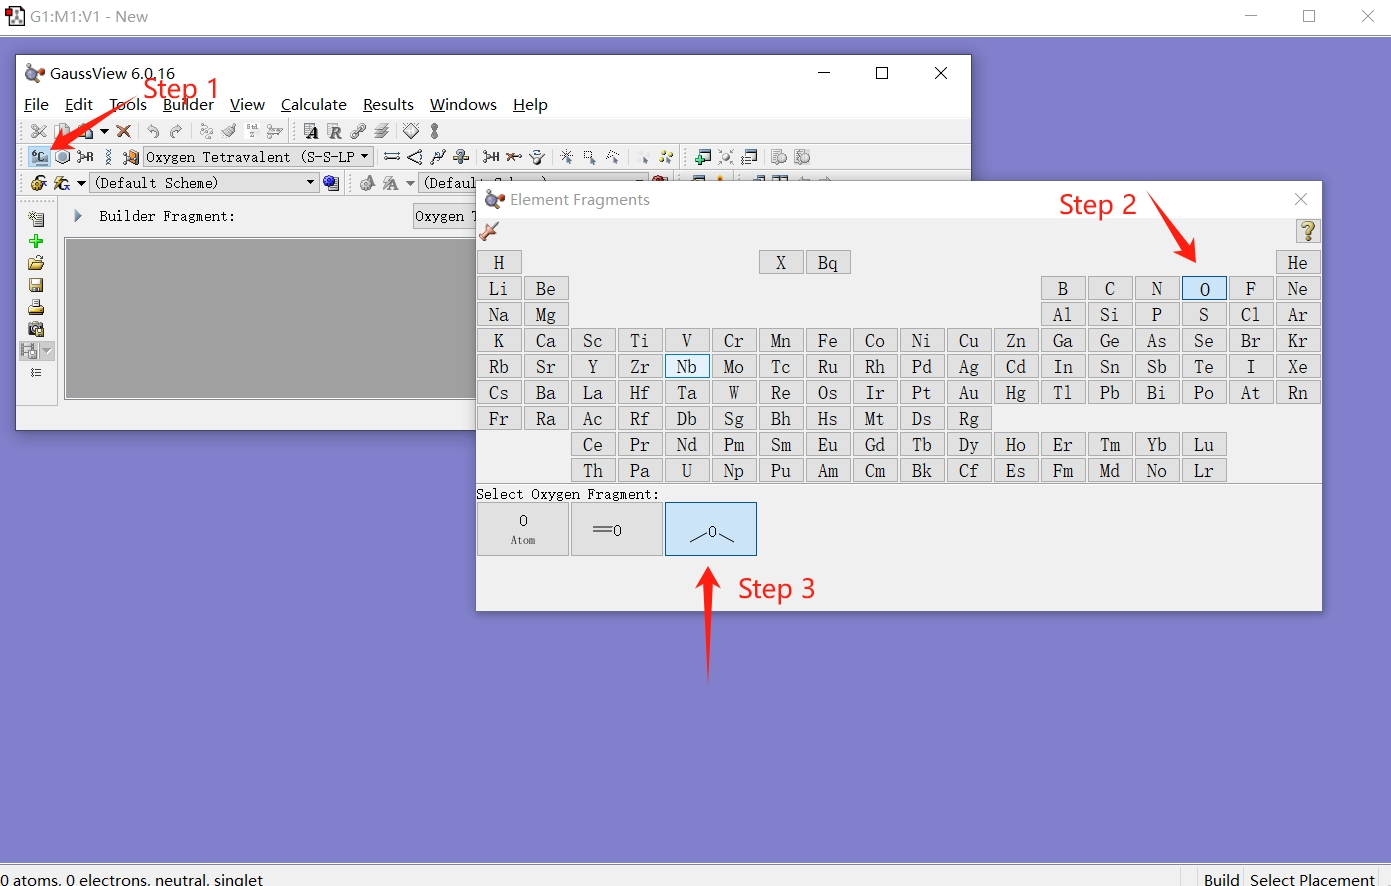 G1:M1:V1 - New
GaussView 6.0.16
Step 1
File Edit Tools Builder View Calculate Results Windows Help
Oxygen Tetravalent (S-S-LP
(Default Scheme)
Builder Fragment:
Element Fragments
Step 2
H X Bq He
Li Be B C N O F Ne
Na Mg Al Si P S Cl Ar
K Ca Sc Ti V Cr Mn Fe Co Ni Cu Zn Ga Ge As Se Br Kr
Rb Sr Y Zr Nb Mo Tc Ru Rh Pd Ag Cd In Sn Sb Te I Xe
Cs Ba La Hf Ta W Re Os Ir Pt Au Hg Tl Pb Bi Po At Rn
Fr Ra Ac Rf Db Sg Bh Hs Mt Ds Rg
Ce Pr Nd Pm Sm Eu Gd Tb Dy Ho Er Tm Yb Lu
Th Pa U Np Pu Am Cm Bk Cf Es Fm Md No Lr
Select Oxygen Fragment:
O
Atom
O
O
Step 3
0 atoms, 0 electrons, neutral, singlet
Build Select Placement